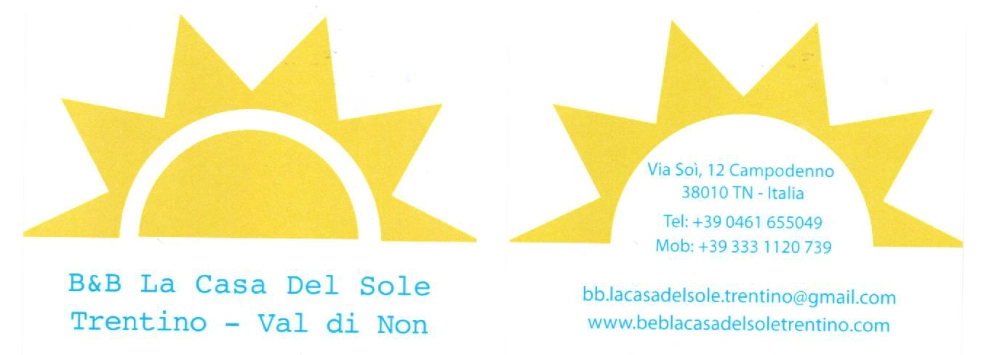 B&B La Casa Del Sole
Trentino - Val di Non
Via Soì, 12 Campodenno
38010 TN - Italia
Tel: +39 0461 655049
Mob: +39 333 1120 739
bb.lacasadelsole.trentino@gmail.com
www.beblacasadelsoletrentino.com